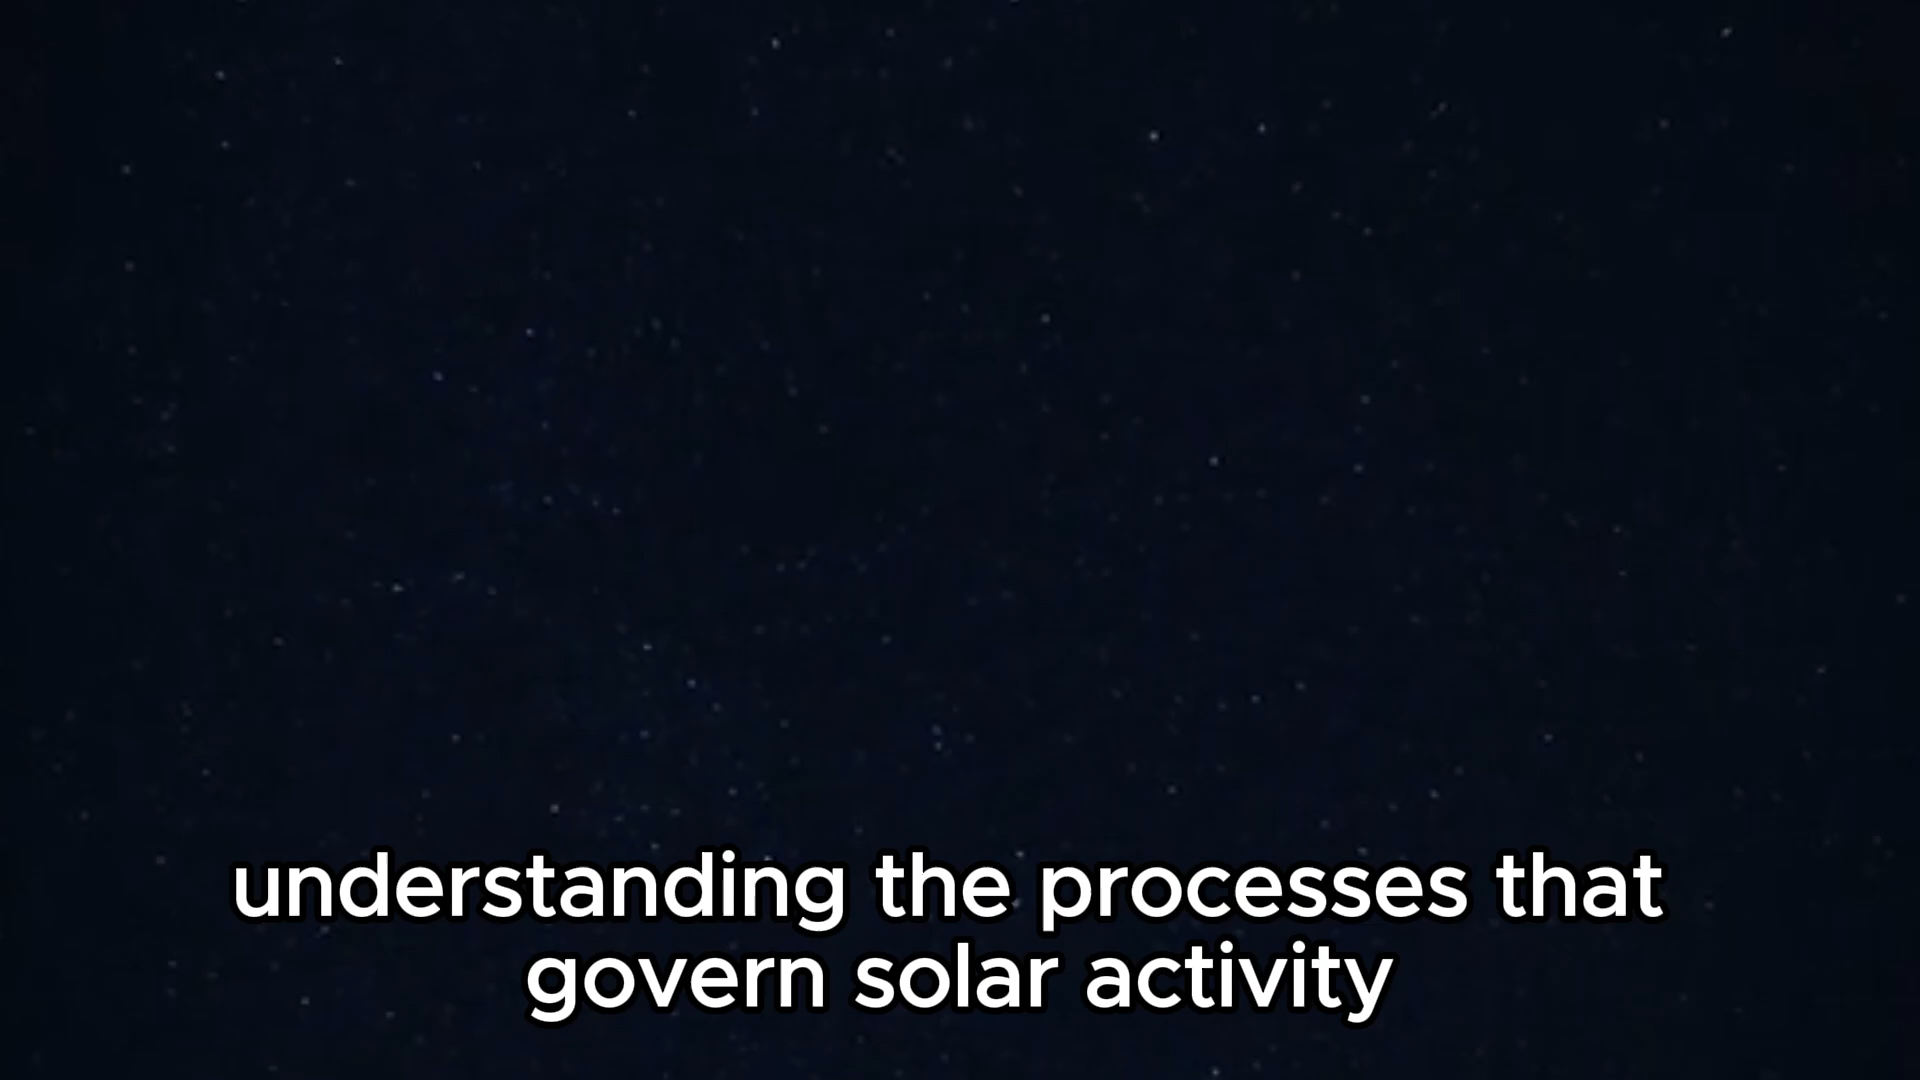 understanding the processes that
govern solar activity